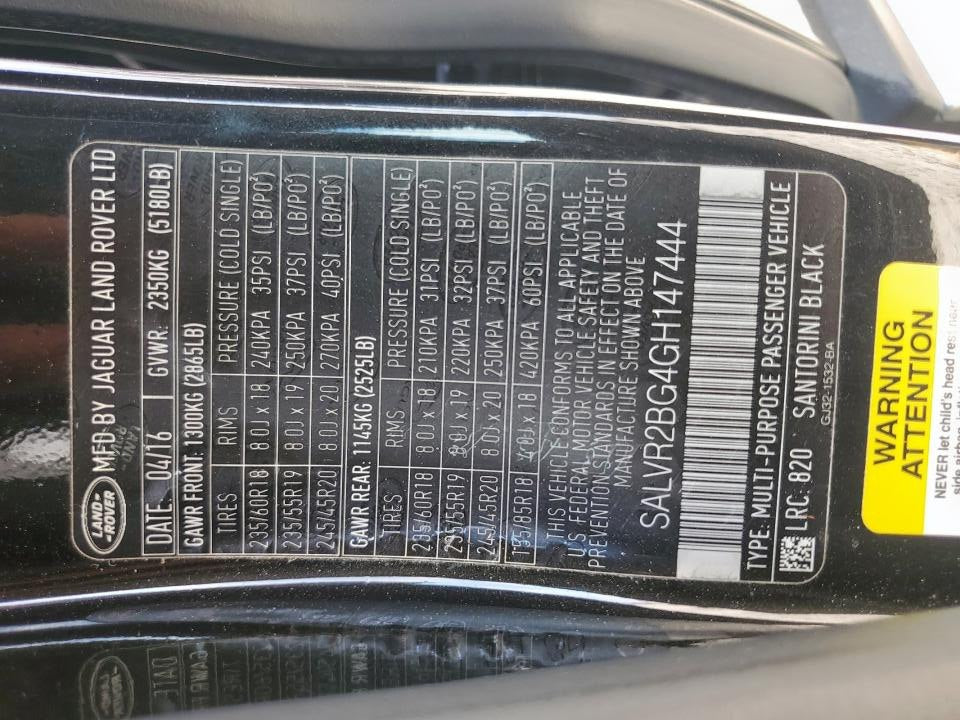 LAND ROVER
MFD BY JAGUAR LAND ROVER LTD
DATE: 04/16 GVWR: 2350KG (5180LB)
GAWR FRONT: 1300KG (2865LB)
TIRES RIMS PRESSURE (COLD SINGLE)
235/60R18 8.0J x 18 240KPA 35PSI (LB/PO²)
235/55R19 8.0J x 19 250KPA 37PSI (LB/PO²)
245/45R20 8.0J x 20 270KPA 40PSI (LB/PO²)
GAWR REAR: 1145KG (2525LB)
TIRES RIMS PRESSURE (COLD SINGLE)
235/60R18 8.0J x 18 210KPA 31PSI (LB/PO²)
235/55R19 8.0J x 19 220KPA 32PSI (LB/PO²)
245/45R20 8.0J x 20 250KPA 37PSI (LB/PO²)
T155/85R18 4.0J x 18 420KPA 60PSI (LB/PO²)
THIS VEHICLE CONFORMS TO ALL APPLICABLE
U.S. FEDERAL MOTOR VEHICLE SAFETY AND THEFT
PREVENTION STANDARDS IN EFFECT ON THE DATE OF
MANUFACTURE SHOWN ABOVE
SALVR2BG4GH147444
TYPE: MULTI-PURPOSE PASSENGER VEHICLE
LRC: 820 SANTORINI BLACK
GJ32-1532-BA
WARNING
ATTENTION
NEVER let child's head rest near
side airbag